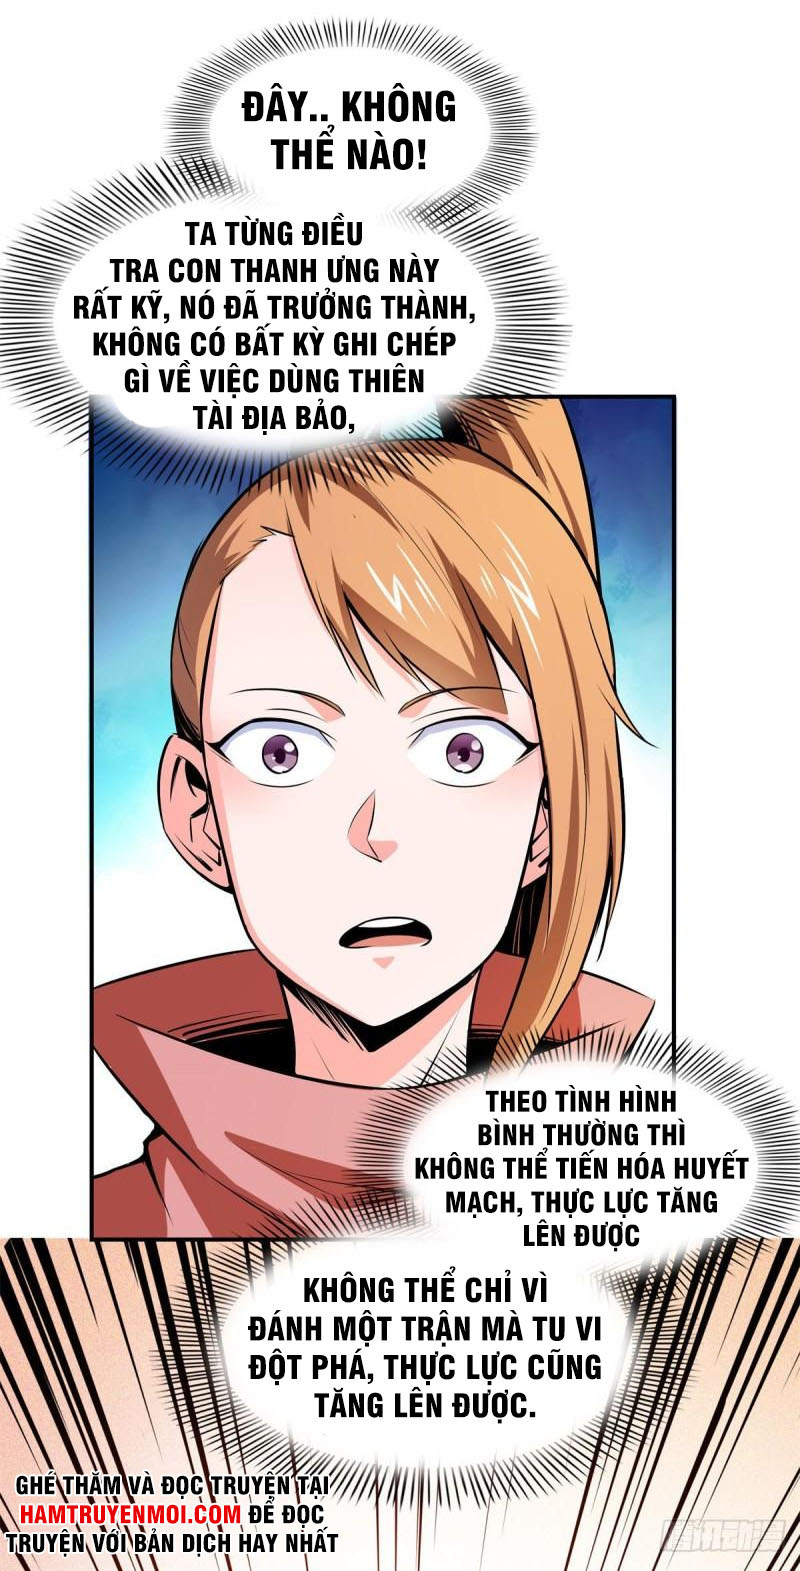 ĐÂY.. KHÔNG
THỂ NÀO!
TA TỪNG ĐIỀU
TRA CON THANH ƯNG NÀY
RẤT KỸ, NÓ ĐÃ TRƯỞNG THÀNH,
KHÔNG CÓ BẤT KỲ GHI CHÉP
GÌ VỀ VIỆC DÙNG THIÊN
TÀI ĐỊA BẢO,
THEO TÌNH HÌNH
BÌNH THƯỜNG THÌ
KHÔNG THỂ TIẾN HÓA HUYẾT
MẠCH, THỰC LỰC TĂNG
LÊN ĐƯỢC
KHÔNG THỂ CHỈ VÌ
ĐÁNH MỘT TRẬN MÀ TU VI
ĐỘT PHÁ, THỰC LỰC CŨNG
TĂNG LÊN ĐƯỢC.
GHÉ THĂM VÀ ĐỌC TRUYỆN TẠI
HAMTRUYENMOI.COM ĐỂ ĐỌC
TRUYỆN VỚI BẢN DỊCH HAY NHẤT
腾讯动漫